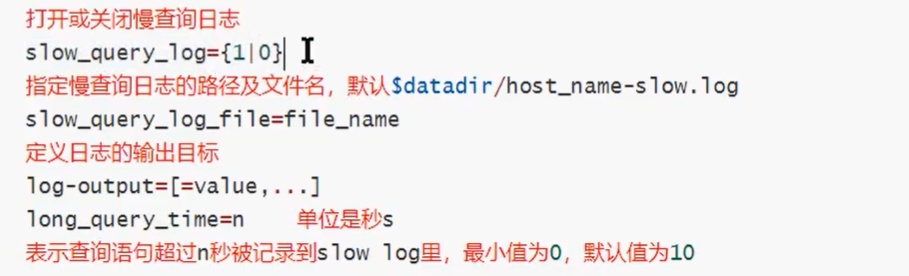 打开或关闭慢查询日志
slow_query_log={1|0}
指定慢查询日志的路径及文件名，默认$datadir/host_name-slow.log
slow_query_log_file=file_name
定义日志的输出目标
log-output=[=value,...]
long_query_time=n 单位是秒s
表示查询语句超过n秒被记录到slow log里，最小值为0，默认值为10